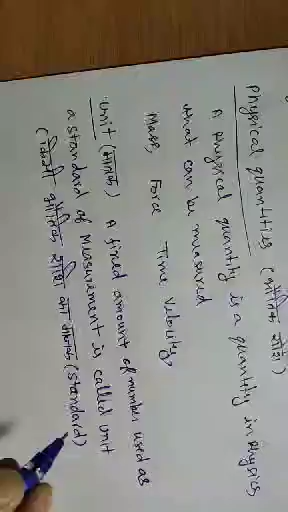 Physical quantities (भौतिक राशि)
A physical quantity is a quantity in physics
that can be measured
Mass, Force Time, Velocity,
Unit (मात्रक) A fixed amount of number used as
a standard of Measurement is called unit
(किसी भौतिक राशि का मात्रक (standard)